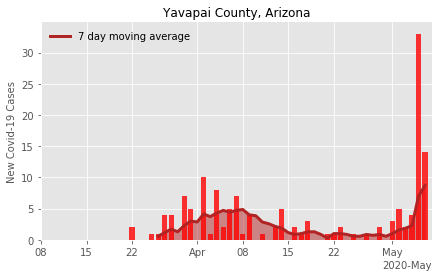 Yavapai County, Arizona
7 day moving average
New Covid-19 Cases
30
25
20
15
10
5
0
08 15 22 Apr 08 15 22 May
2020-May